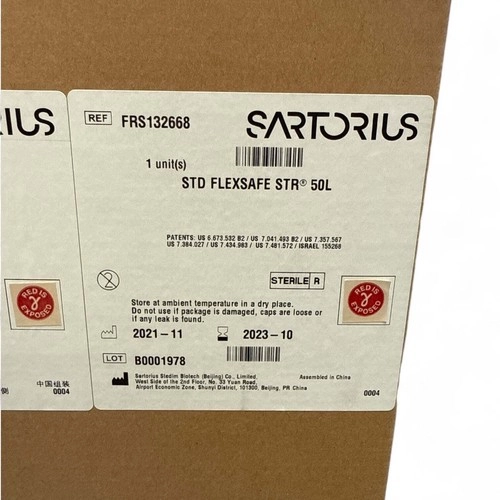 RIUS
REF FRS132668
SARTORIUS
1 unit(s)
STD FLEXSAFE STR® 50L
PATENTS: US 6.673.532 B2 / US 7.041.493 B2 / US 7.357.567
US 7.384.027 / US 7.434.983 / US 7.481.572 / ISRAEL 155268
STERILE R
RED IS EXPOSED
RED IS EXPOSED
Store at ambient temperature in a dry place.
Do not use if package is damaged, caps are loose or
if any leak is found.
2021-11
2023-10
LOT B0001978
Sartorius Stedim Biotech (Beijing) Co., Limited.
West Side of the 2nd Floor, No. 33 Yuan Road,
Airport Economic Zone, Shunyi District, 101300, Beijing, PR China
Assembled in China
0004
侧
中国组装
0004